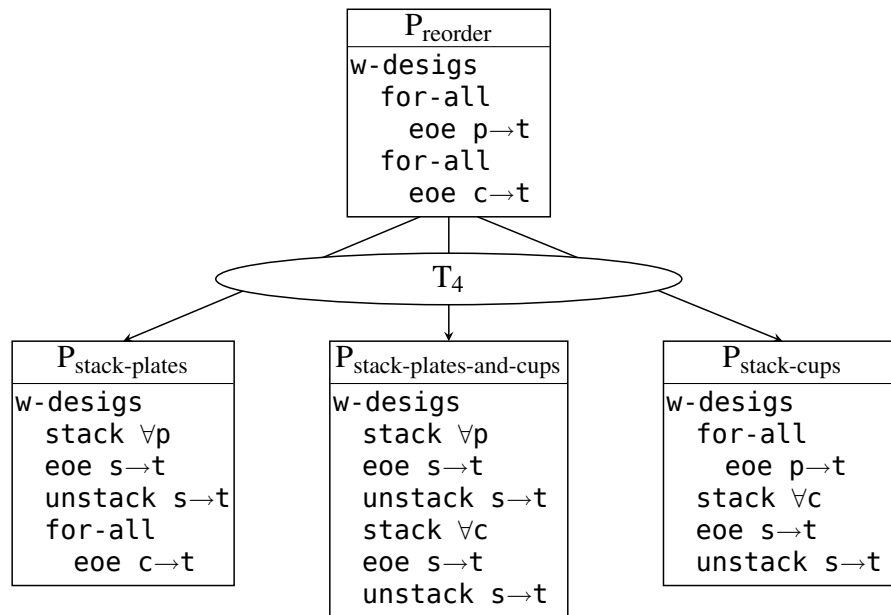 P_reorder
w-desigs
for-all
eoe p→t
for-all
eoe c→t
T_4
P_stack-plates
w-desigs
stack ∀p
eoe s→t
unstack s→t
for-all
eoe c→t
P_stack-plates-and-cups
w-desigs
stack ∀p
eoe s→t
unstack s→t
stack ∀c
eoe s→t
unstack s→t
P_stack-cups
w-desigs
for-all
eoe p→t
stack ∀c
eoe s→t
unstack s→t